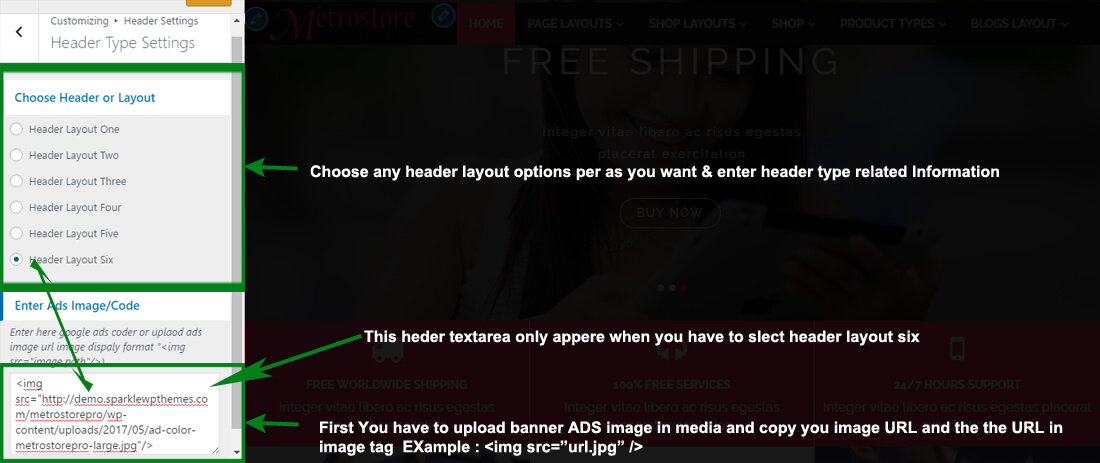 Customizing ▸ Header Settings
Header Type Settings
Choose Header or Layout
Header Layout One
Header Layout Two
Header Layout Three
Header Layout Four
Header Layout Five
Header Layout Six
Enter Ads Image/Code
Enter here google ads coder or uplaod ads
image url image dispaly format "<img
src="image path"/>)
<img
src="http://demo.sparklewpthemes.co
m/metrostorepro/wp-
content/uploads/2017/05/ad-color-
metrostorepro-large.jpg"/>
Metrostore
HOME
PAGE LAYOUTS
SHOP LAYOUTS
SHOP
PRODUCT TYPES
BLOGS LAYOUT
FREE SHIPPING
Integer vitae libero ac risus egestas
placerat exercitation
Choose any header layout options per as you want & enter header type related Information
BUY NOW
This heder textarea only appere when you have to slect header layout six
FREE WORLDWIDE SHIPPING
Integer vitae libero ac risus egestas
100% FREE SERVICES
Integer vitae libero ac risus egestas
24/7 HOURS SUPPORT
Integer vitae libero ac risus egestas placerat
First You have to upload banner ADS image in media and copy you image URL and the the URL in
image tag EXample : <img src=”url.jpg” />